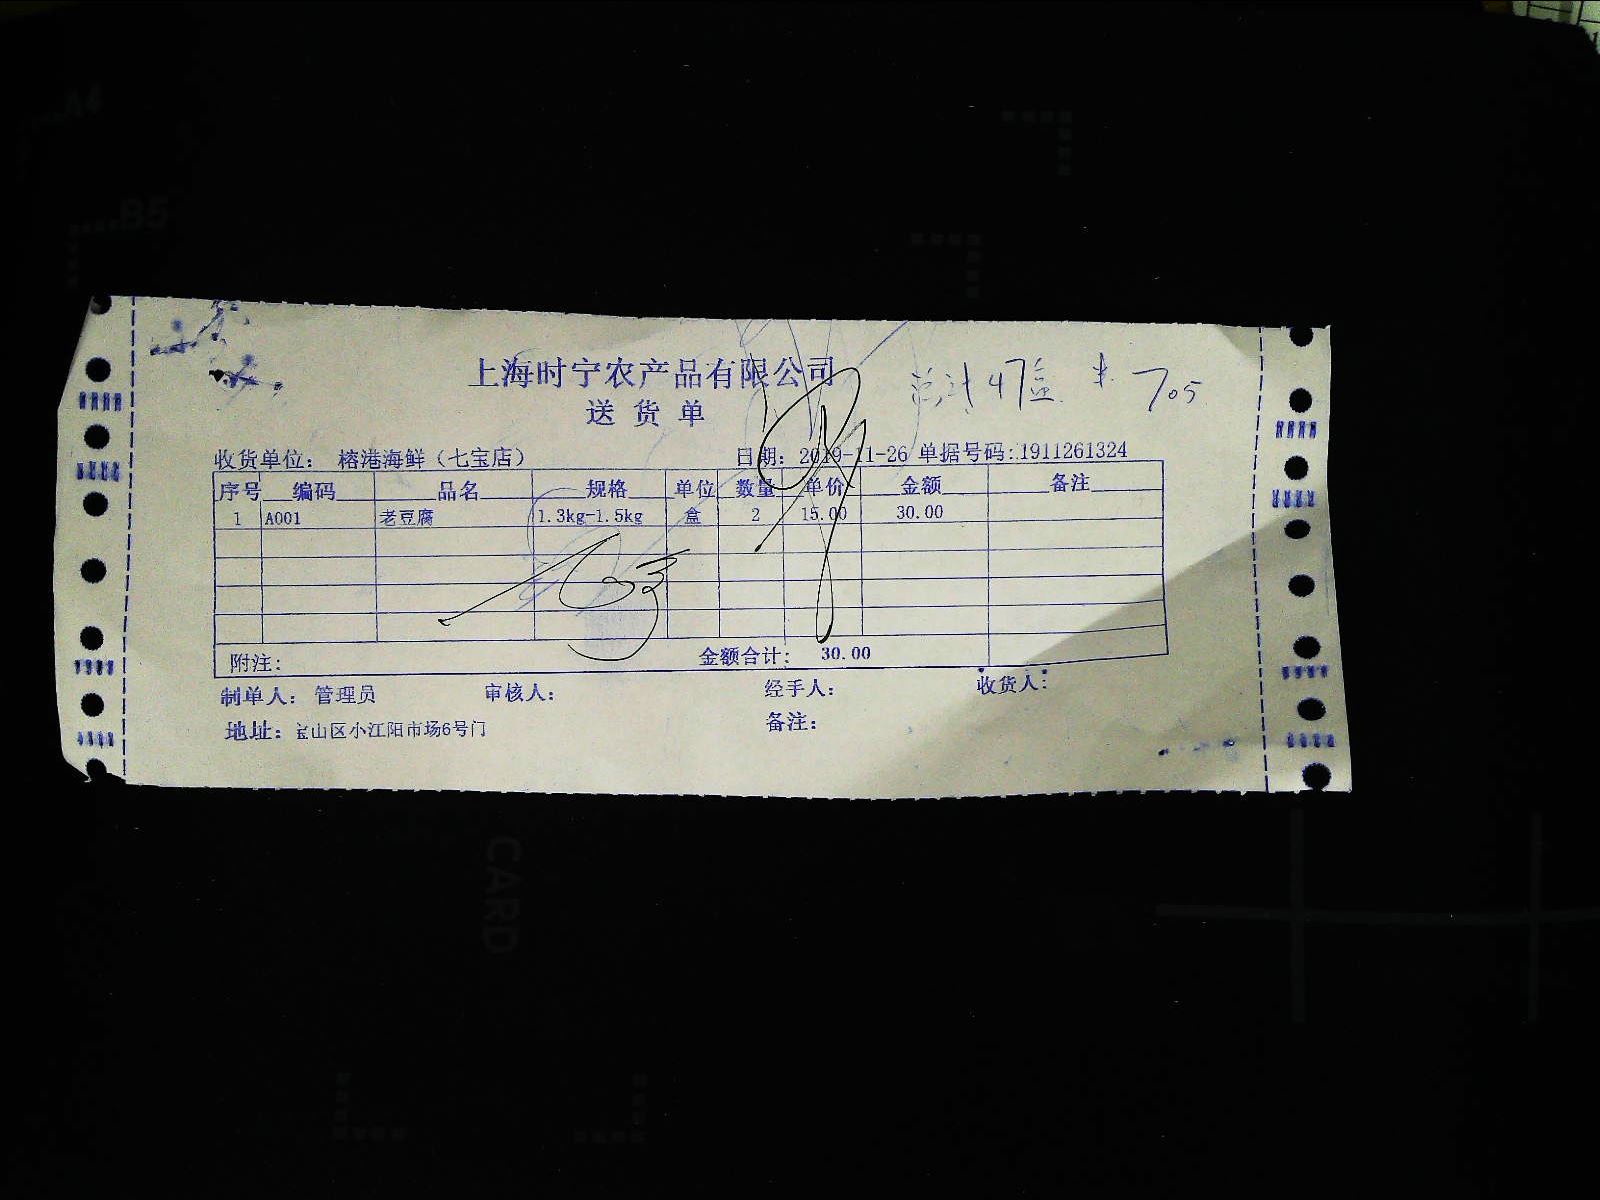 A4
B5
上海时宁农产品有限公司
总计 47盒 705
送货单
收货单位: 榕港海鲜(七宝店) 日期: 2019-11-26 单据号码:1911261324
序号 编码 品名 规格 单位 数量 单价 金额 备注
1 A001 老豆腐 1.3kg-1.5kg 盒 2 15.00 30.00
附注: 金额合计: 30.00
制单人: 管理员 审核人: 经手人: 收货人:
地址: 宝山区小江阳市场6号门 备注:
CARD